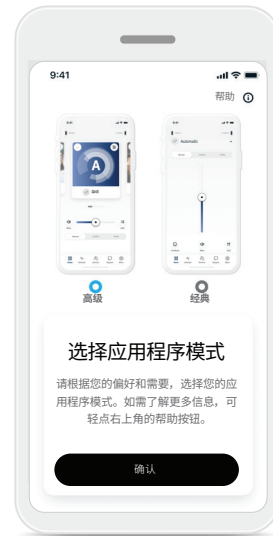 9:41
帮助
Automatic
高级
经典
选择应用程序模式
请根据您的偏好和需要，选择您的应
用程序模式。如需了解更多信息，可
轻点右上角的帮助按钮。
确认